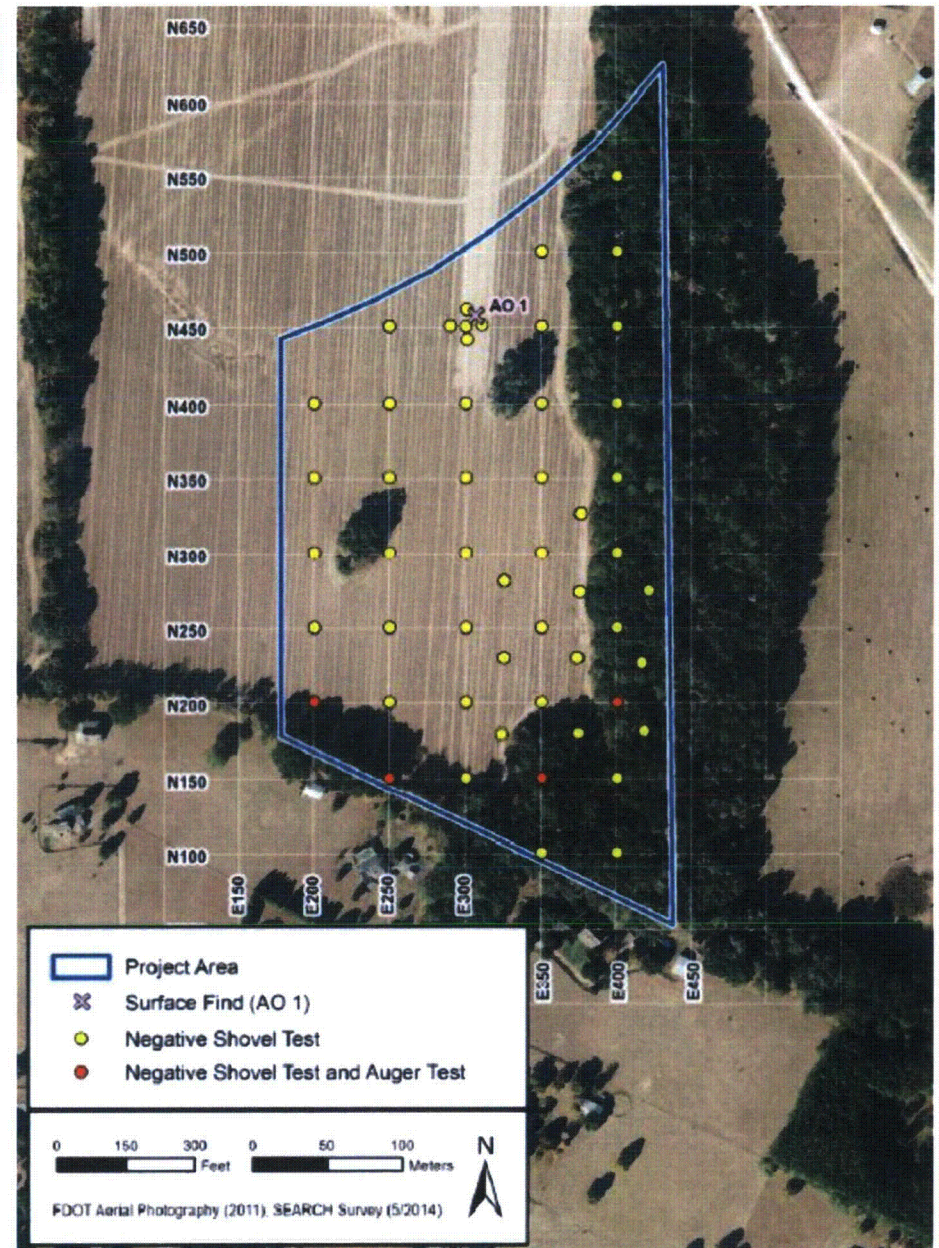 N650
N600
N550
N500
AO 1
N450
N400
N350
N300
N250
N200
N150
N100
E150
E200
E250
E300
E350
E400
E450
Project Area
Surface Find (AO 1)
Negative Shovel Test
Negative Shovel Test and Auger Test
0 150 300 Feet 0 50 100 Meters
N
FDOT Aerial Photography (2011); SEARCH Survey (5/2014)